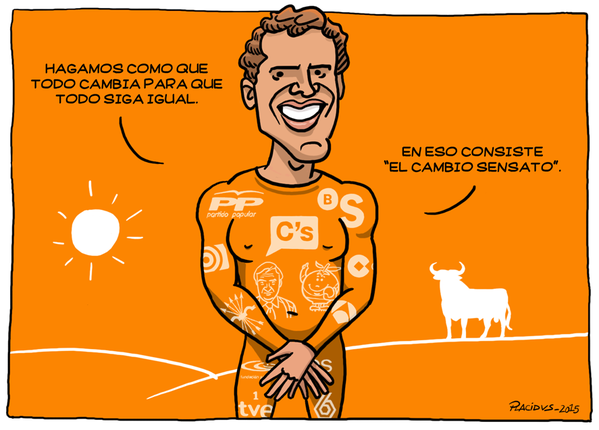 HAGAMOS COMO QUE
TODO CAMBIA PARA QUE
TODO SIGA IGUAL.
EN ESO CONSISTE
"EL CAMBIO SENSATO".
PP
partido popular
B
S
C's
1
tve
6
PLACIDVS-2015